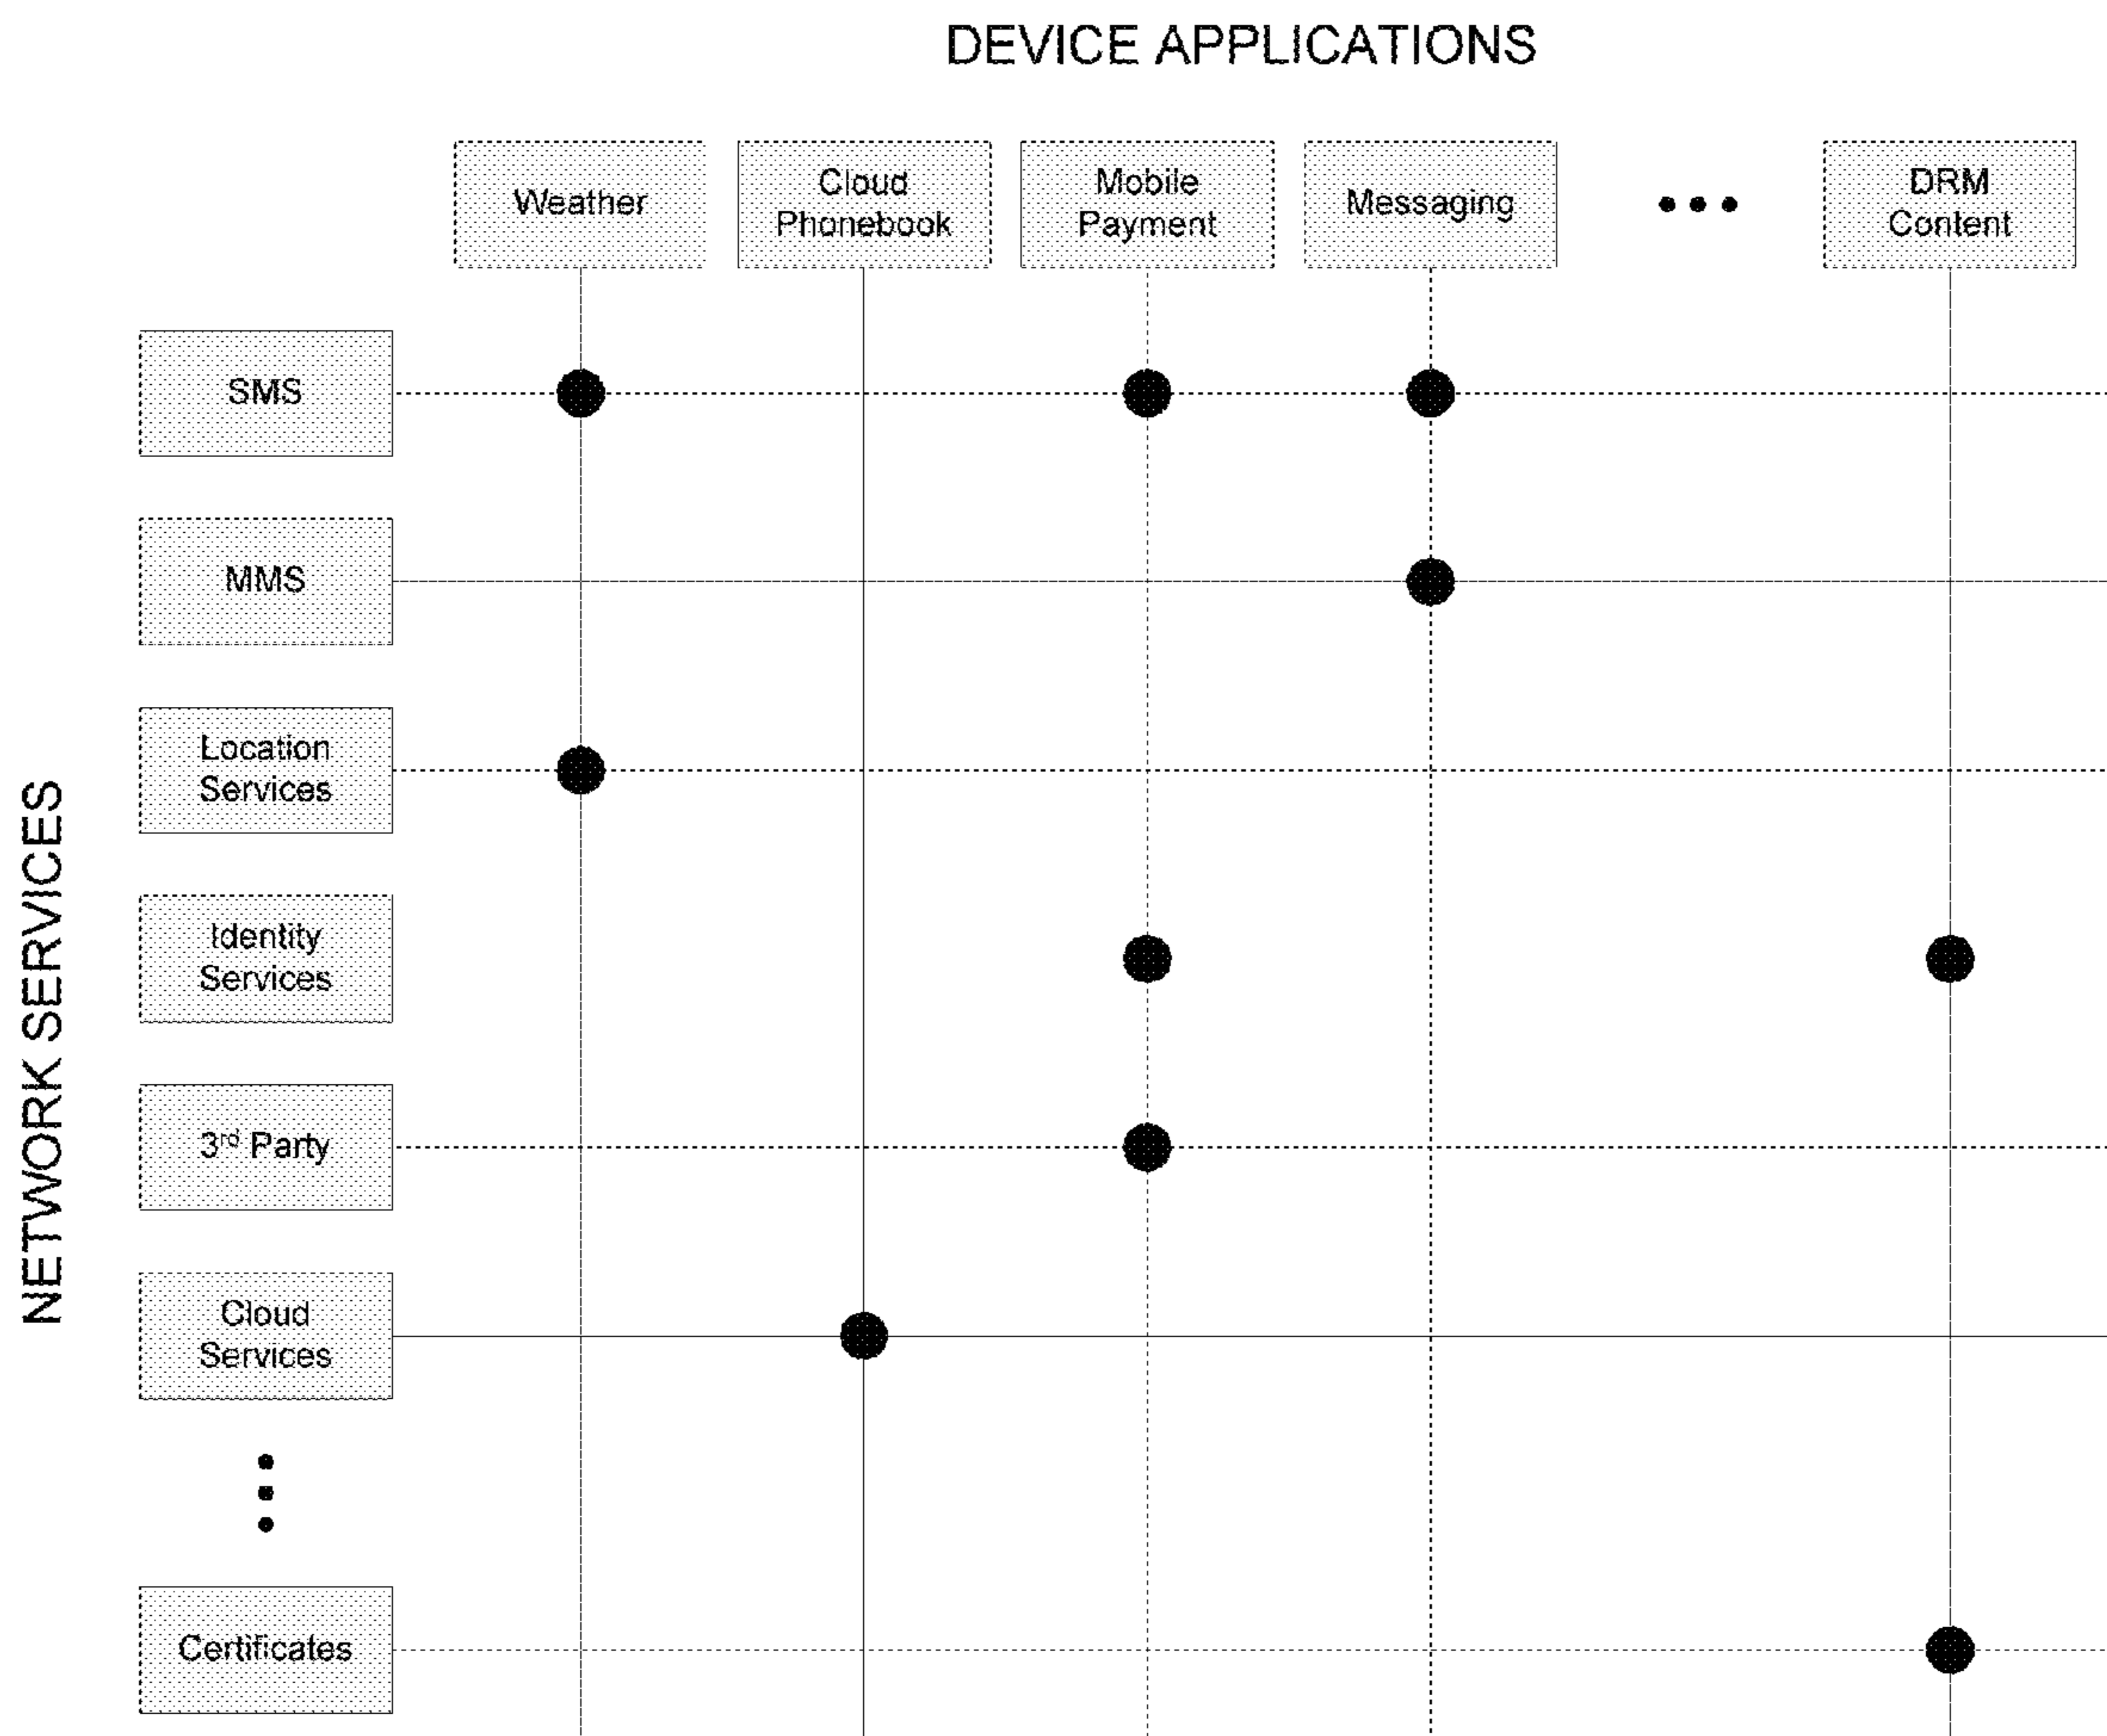 DEVICE APPLICATIONS
Weather
Cloud
Phonebook
Mobile
Payment
Messaging
DRM
Content
NETWORK SERVICES
SMS
MMS
Location
Services
Identity
Services
3rd Party
Cloud
Services
Certificates